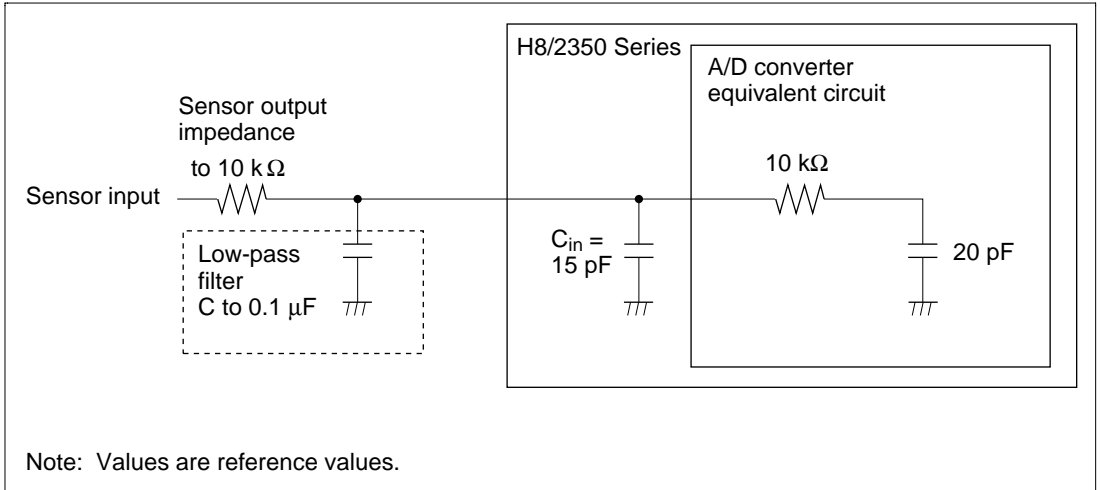 H8/2350 Series
A/D converter
equivalent circuit
Sensor output
impedance
to 10 kΩ
10 kΩ
Sensor input
Low-pass
filter
C to 0.1 μF
Cin =
15 pF
20 pF
Note: Values are reference values.